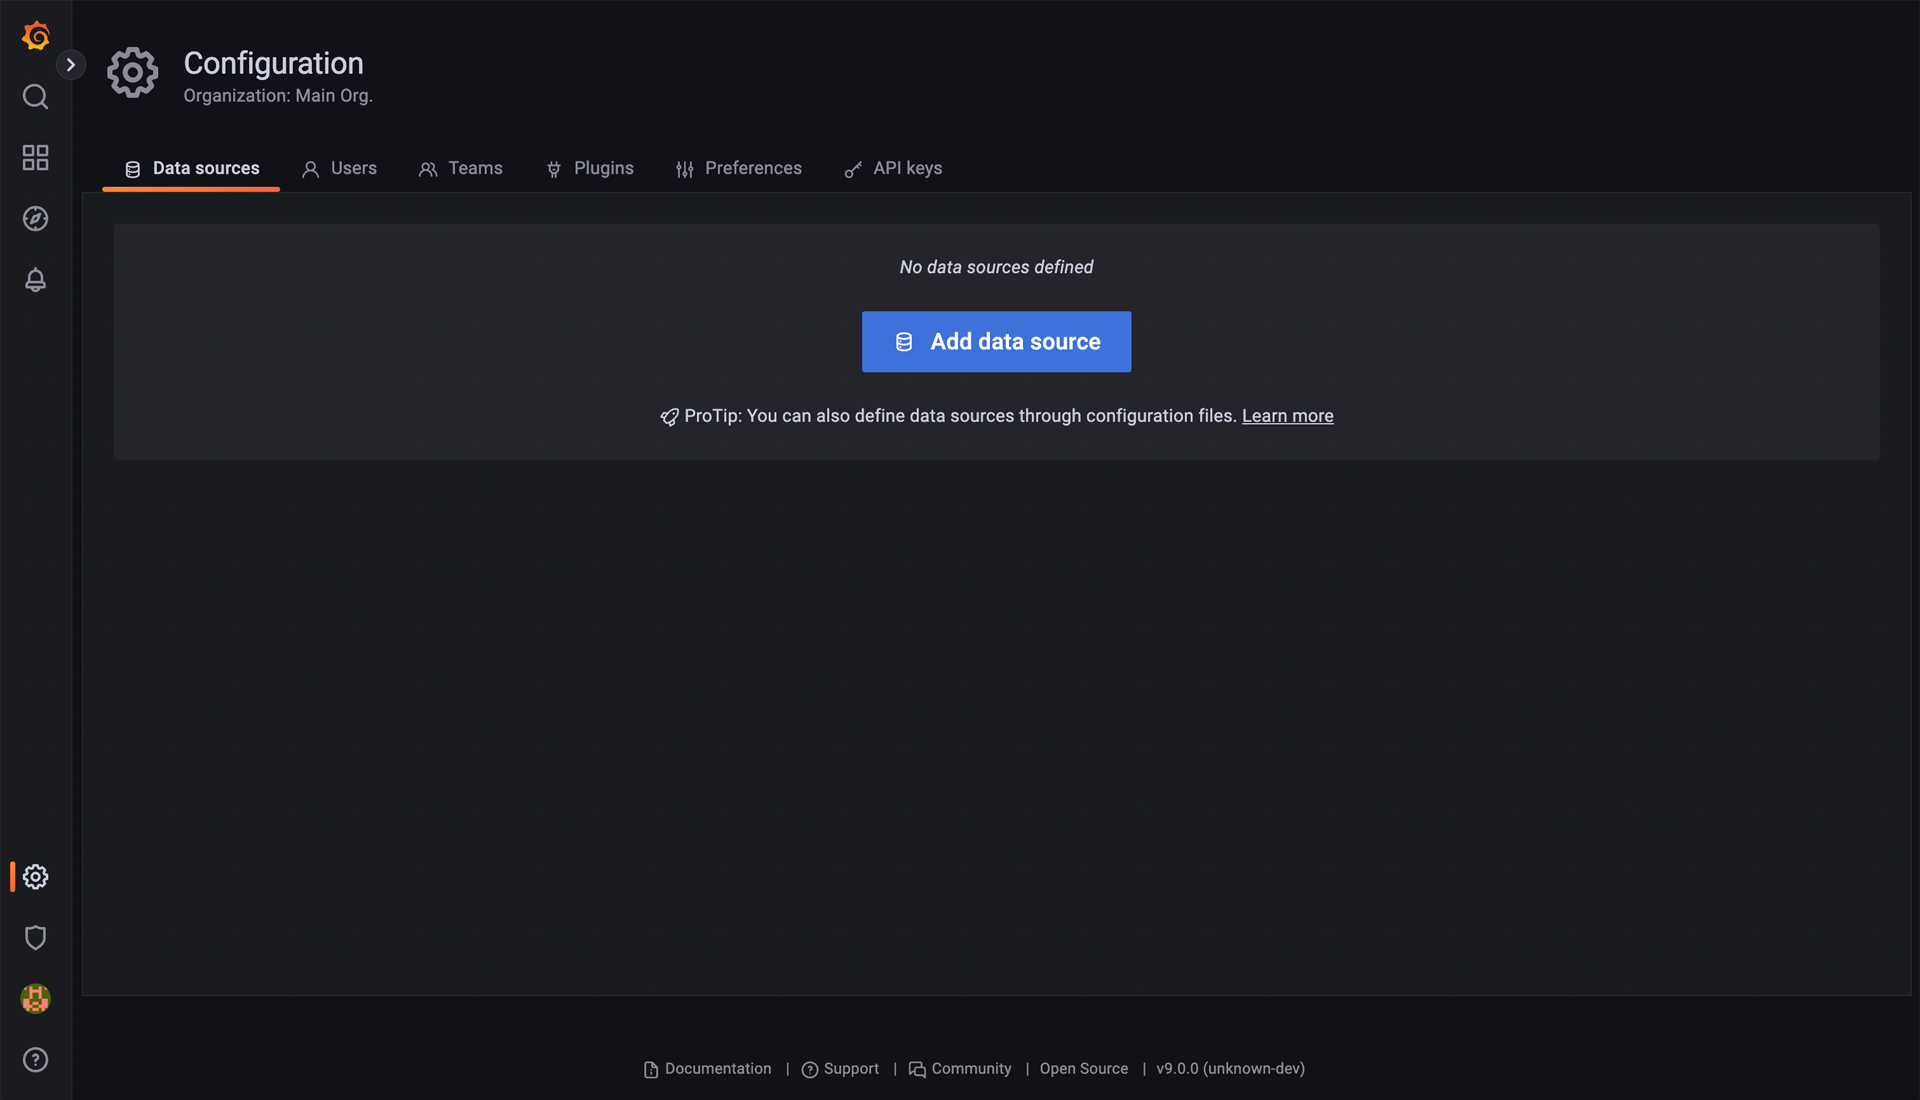 Configuration
Organization: Main Org.
Data sources
Users
Teams
Plugins
Preferences
API keys
No data sources defined
Add data source
ProTip: You can also define data sources through configuration files. Learn more
Documentation | Support | Community | Open Source | v9.0.0 (unknown-dev)